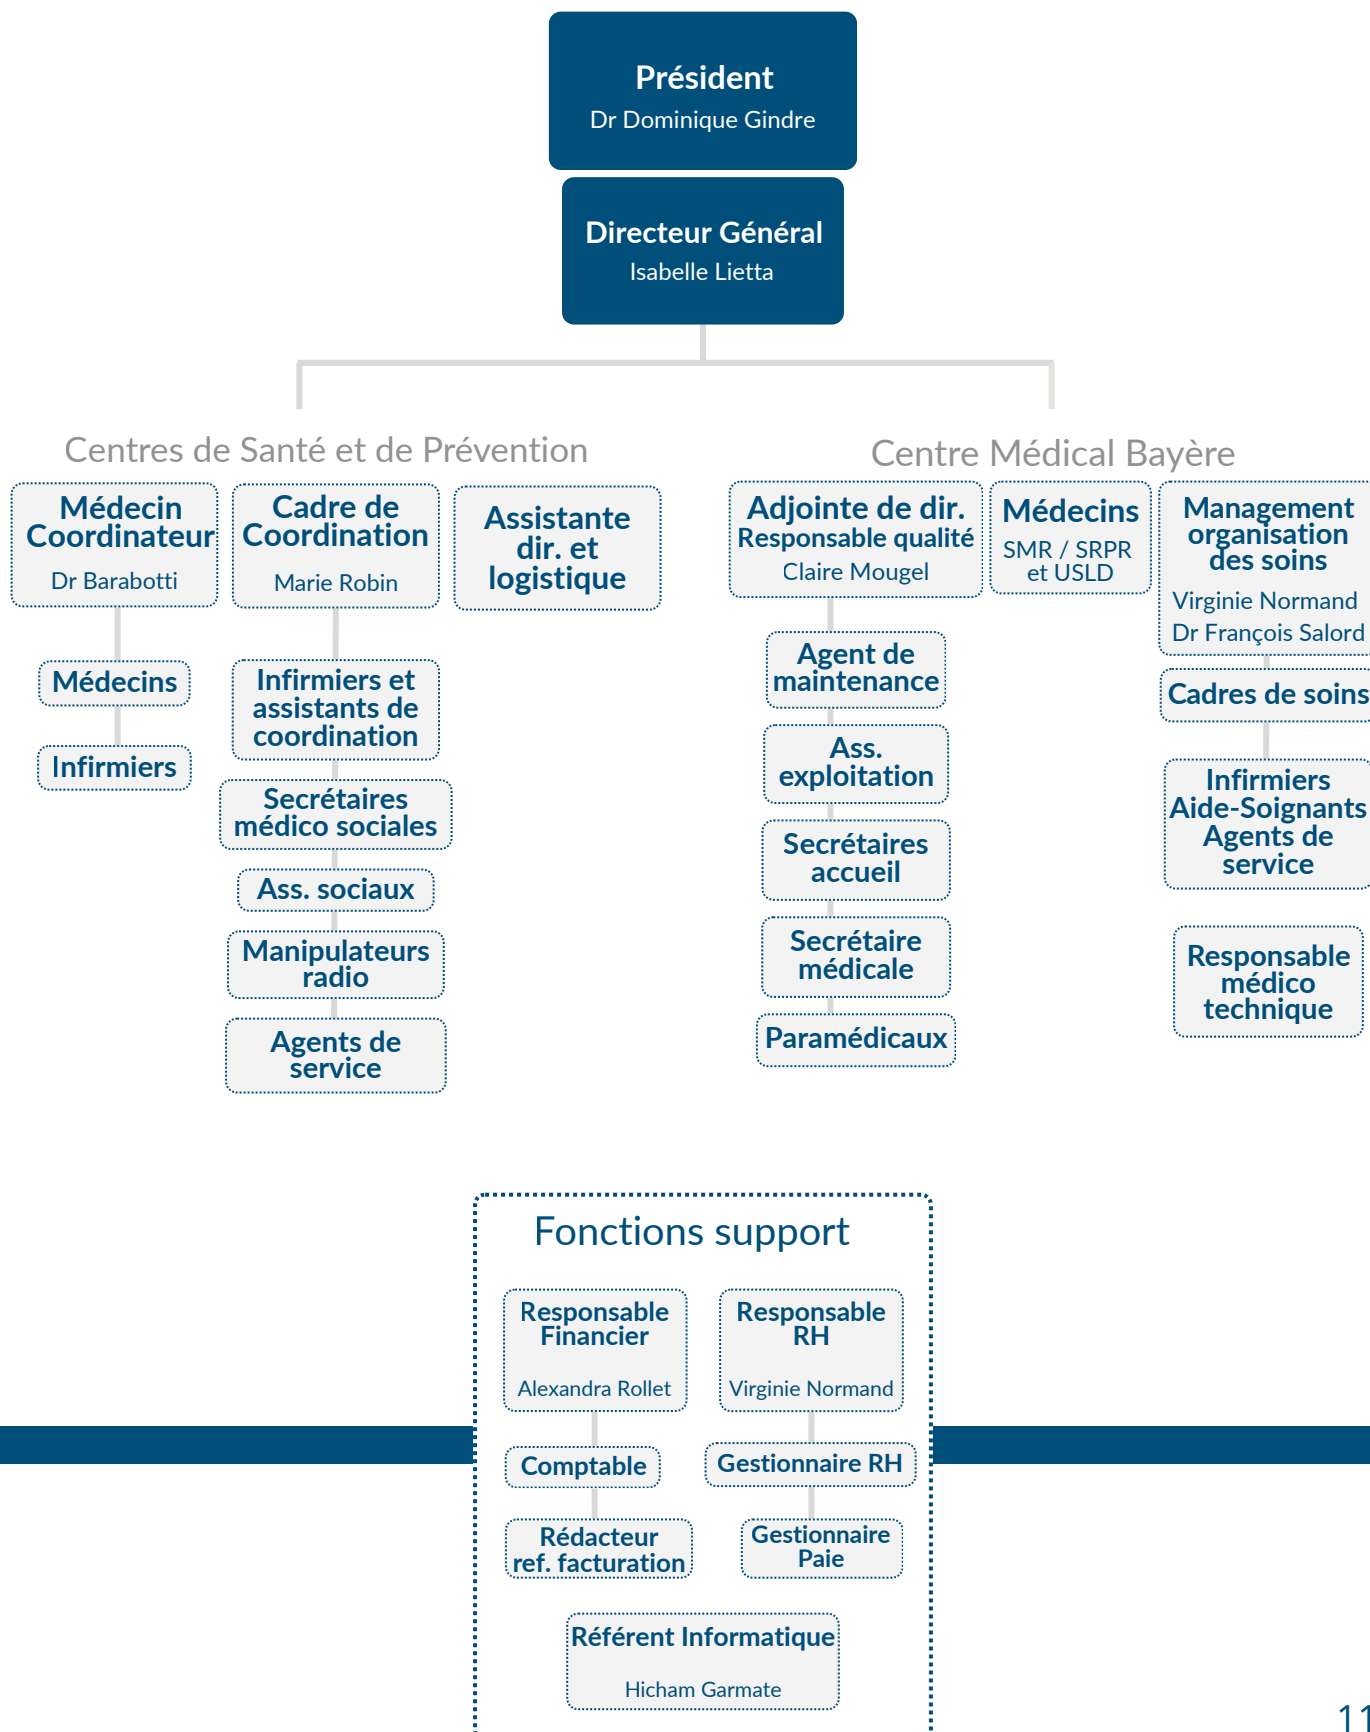 Président
Dr Dominique Gindre
Directeur Général
Isabelle Lietta
Centres de Santé et de Prévention
Médecin
Coordinateur
Dr Barabotti
Médecins
Infirmiers
Cadre de
Coordination
Marie Robin
Infirmiers et
assistants de
coordination
Secrétaires
médico sociales
Ass. sociaux
Manipulateurs
radio
Agents de
service
Assistante
dir. et
logistique
Centre Médical Bayère
Adjointe de dir.
Responsable qualité
Claire Mougel
Agent de
maintenance
Ass.
exploitation
Secrétaires
accueil
Secrétaire
médicale
Paramédicaux
Médecins
SMR / SRPR
et USLD
Management
organisation
des soins
Virginie Normand
Dr François Salord
Cadres de soins
Infirmiers
Aide-Soignants
Agents de
service
Responsable
médico
technique
Fonctions support
Responsable
Financier
Alexandra Rollet
Comptable
Rédacteur
ref. facturation
Responsable
RH
Virginie Normand
Gestionnaire RH
Gestionnaire
Paie
Référent Informatique
Hicham Garmate
11